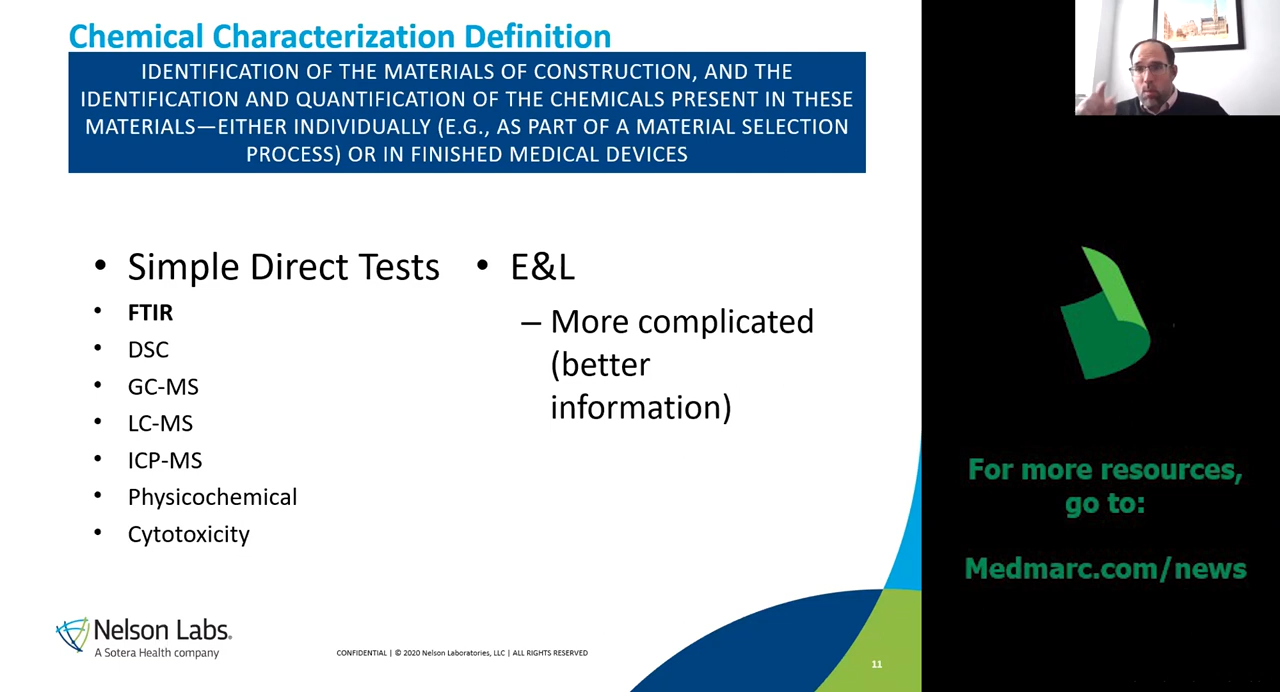 Chemical Characterization Definition
IDENTIFICATION OF THE MATERIALS OF CONSTRUCTION, AND THE
IDENTIFICATION AND QUANTIFICATION OF THE CHEMICALS PRESENT IN THESE
MATERIALS—EITHER INDIVIDUALLY (E.G., AS PART OF A MATERIAL SELECTION
PROCESS) OR IN FINISHED MEDICAL DEVICES
• Simple Direct Tests
• FTIR
• DSC
• GC-MS
• LC-MS
• ICP-MS
• Physicochemical
• Cytotoxicity
• E&L
– More complicated
(better
information)
Nelson Labs.
A Sotera Health company
CONFIDENTIAL | © 2020 Nelson Laboratories, LLC | ALL RIGHTS RESERVED
11
For more resources,
go to:
Medmarc.com/news